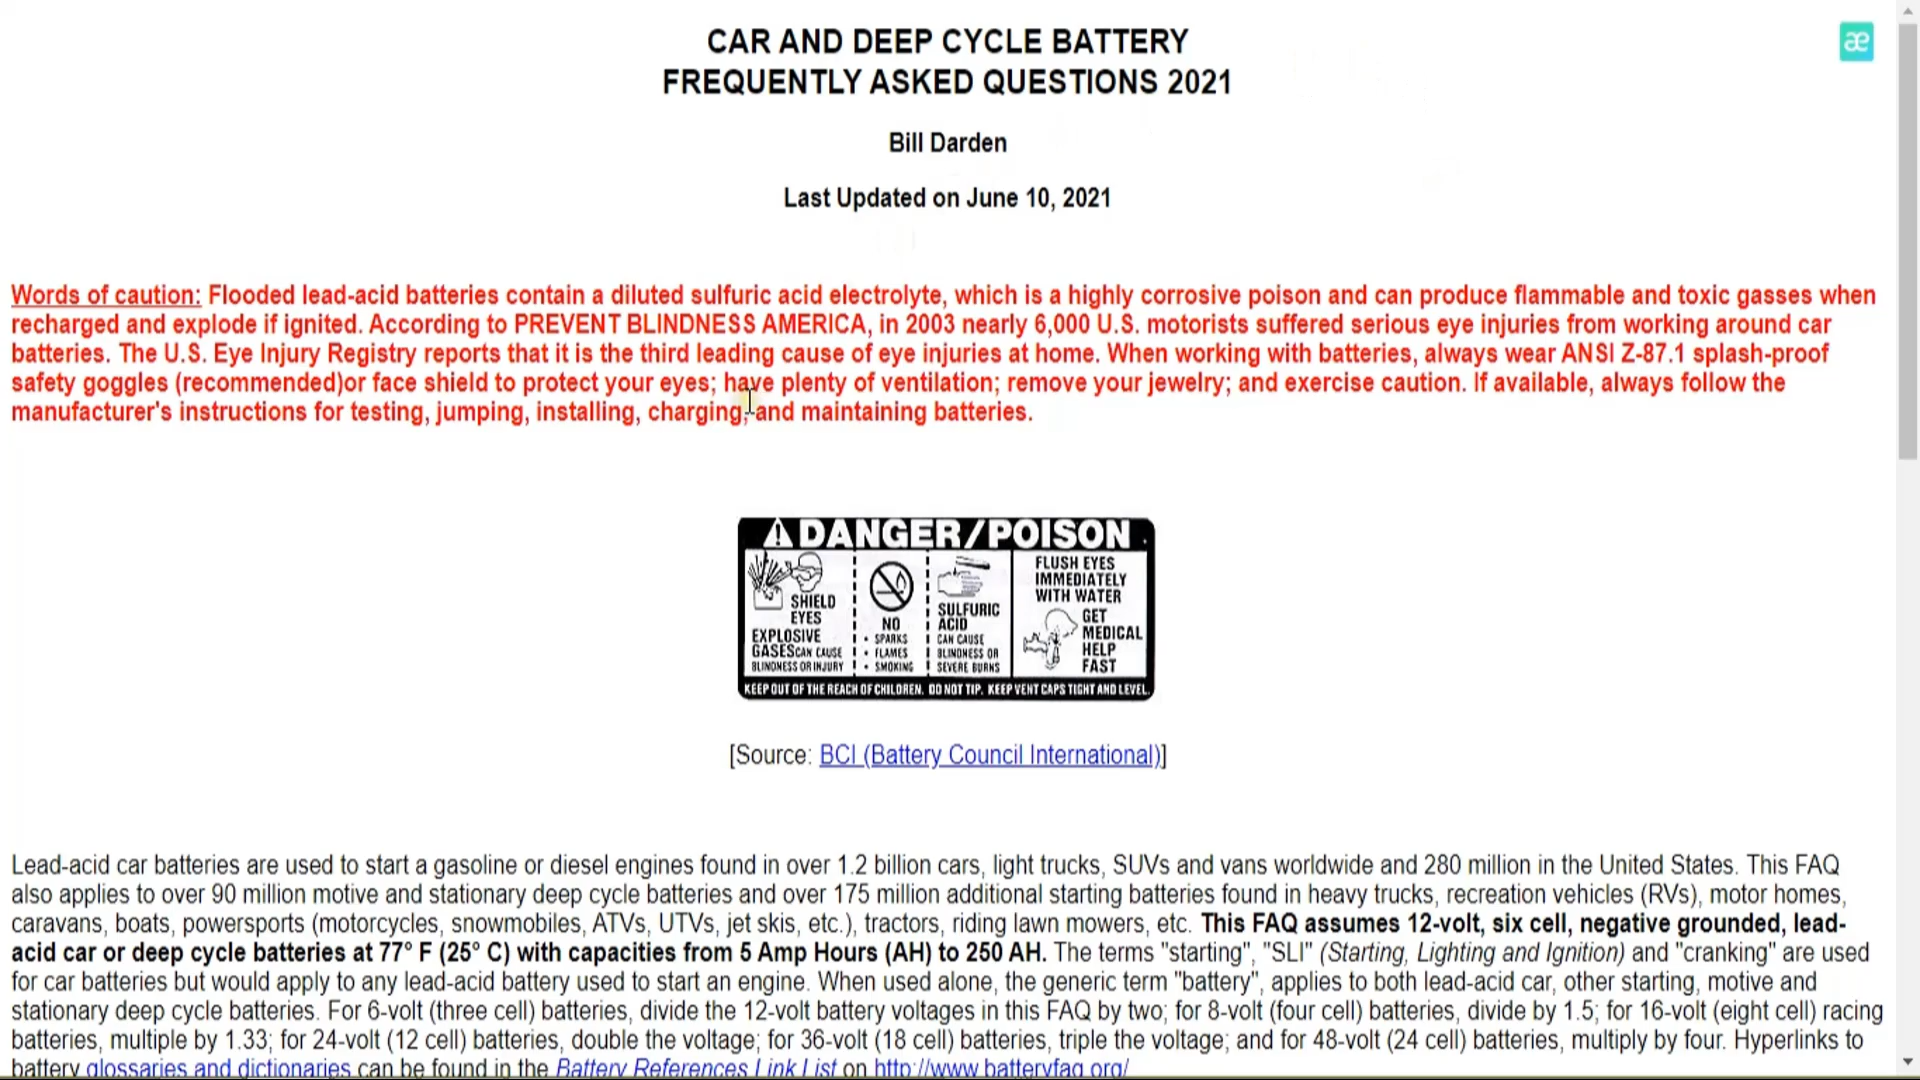 CAR AND DEEP CYCLE BATTERY
FREQUENTLY ASKED QUESTIONS 2021
æ
Bill Darden
Last Updated on June 10, 2021
Words of caution: Flooded lead-acid batteries contain a diluted sulfuric acid electrolyte, which is a highly corrosive poison and can produce flammable and toxic gasses when
recharged and explode if ignited. According to PREVENT BLINDNESS AMERICA, in 2003 nearly 6,000 U.S. motorists suffered serious eye injuries from working around car
batteries. The U.S. Eye Injury Registry reports that it is the third leading cause of eye injuries at home. When working with batteries, always wear ANSI Z-87.1 splash-proof
safety goggles (recommended)or face shield to protect your eyes; have plenty of ventilation; remove your jewelry; and exercise caution. If available, always follow the
manufacturer's instructions for testing, jumping, installing, charging, and maintaining batteries.
DANGER/POISON
SHIELD
EYES
EXPLOSIVE
GASES CAN CAUSE
BLINDNESS OR INJURY
NO
• SPARKS
• FLAMES
• SMOKING
SULFURIC
ACID
CAN CAUSE
BLINDNESS OR
SEVERE BURNS
FLUSH EYES
IMMEDIATELY
WITH WATER
GET
MEDICAL
HELP
FAST
KEEP OUT OF THE REACH OF CHILDREN. DO NOT TIP. KEEP VENT CAPS TIGHT AND LEVEL.
[Source: BCI (Battery Council International)]
Lead-acid car batteries are used to start a gasoline or diesel engines found in over 1.2 billion cars, light trucks, SUVs and vans worldwide and 280 million in the United States. This FAQ
also applies to over 90 million motive and stationary deep cycle batteries and over 175 million additional starting batteries found in heavy trucks, recreation vehicles (RVs), motor homes,
caravans, boats, powersports (motorcycles, snowmobiles, ATVs, UTVs, jet skis, etc.), tractors, riding lawn mowers, etc. This FAQ assumes 12-volt, six cell, negative grounded, lead-
acid car or deep cycle batteries at 77° F (25° C) with capacities from 5 Amp Hours (AH) to 250 AH. The terms "starting", "SLI" (Starting, Lighting and Ignition) and "cranking" are used
for car batteries but would apply to any lead-acid battery used to start an engine. When used alone, the generic term "battery", applies to both lead-acid car, other starting, motive and
stationary deep cycle batteries. For 6-volt (three cell) batteries, divide the 12-volt battery voltages in this FAQ by two; for 8-volt (four cell) batteries, divide by 1.5; for 16-volt (eight cell) racing
batteries, multiple by 1.33; for 24-volt (12 cell) batteries, double the voltage; for 36-volt (18 cell) batteries, triple the voltage; and for 48-volt (24 cell) batteries, multiply by four. Hyperlinks to
battery glossaries and dictionaries can be found in the Battery References Link List on http://www.batteryfaq.org/